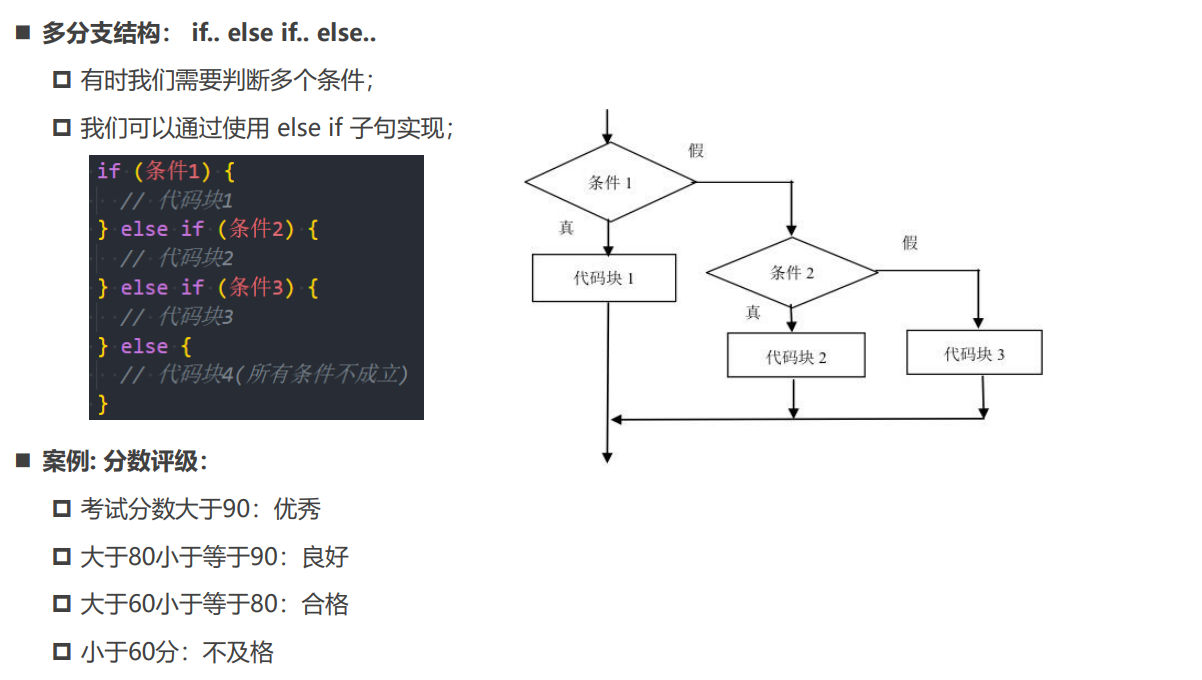 多分支结构： if.. else if.. else..
有时我们需要判断多个条件；
我们可以通过使用 else if 子句实现；
if (条件1) {
// 代码块1
} else if (条件2) {
// 代码块2
} else if (条件3) {
// 代码块3
} else {
// 代码块4(所有条件不成立)
}
假
条件 1
真
代码块 1
假
条件 2
真
代码块 2
代码块 3
案例: 分数评级：
考试分数大于90：优秀
大于80小于等于90：良好
大于60小于等于80：合格
小于60分：不及格